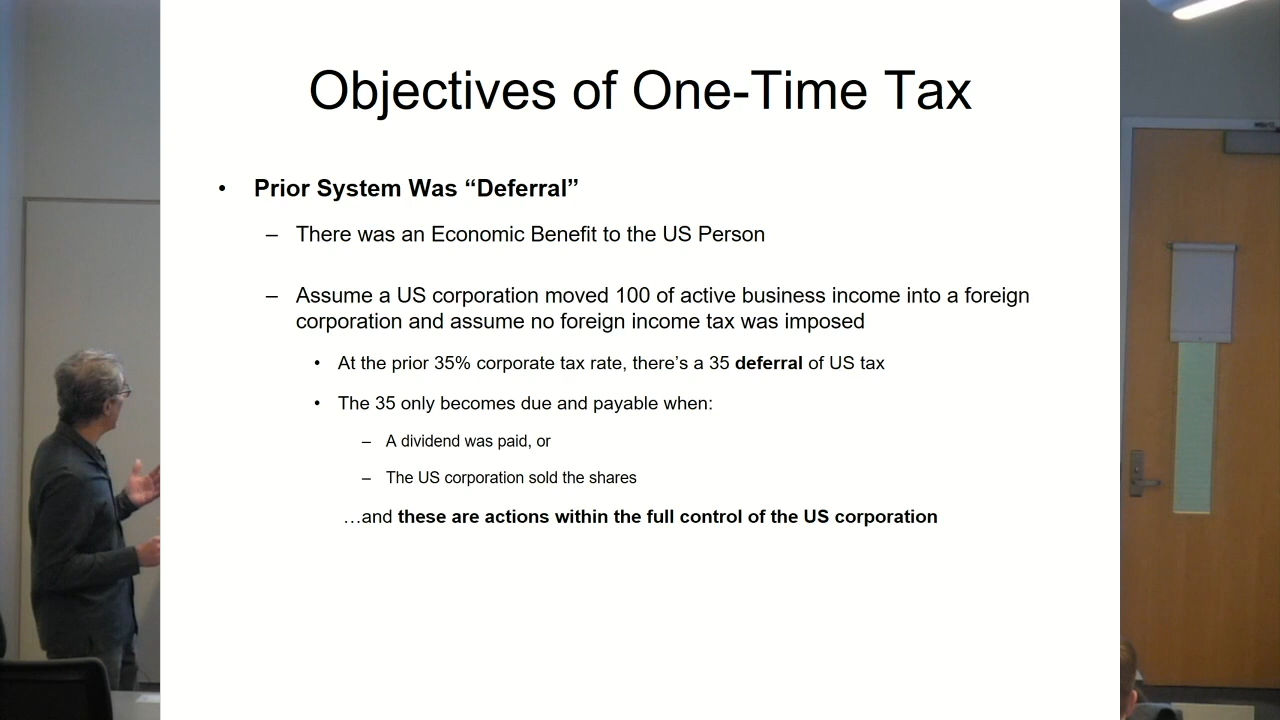 Objectives of One-Time Tax
• Prior System Was “Deferral”
– There was an Economic Benefit to the US Person
– Assume a US corporation moved 100 of active business income into a foreign
corporation and assume no foreign income tax was imposed
• At the prior 35% corporate tax rate, there’s a 35 deferral of US tax
• The 35 only becomes due and payable when:
– A dividend was paid, or
– The US corporation sold the shares
…and these are actions within the full control of the US corporation